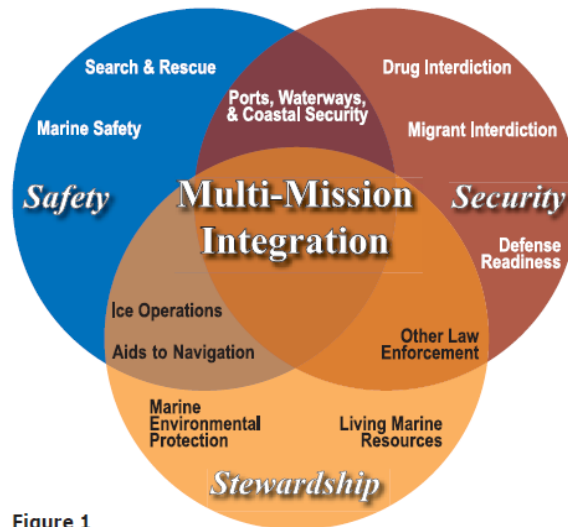 Search & Rescue
Drug Interdiction
Ports, Waterways,
& Coastal Security
Marine Safety
Migrant Interdiction
Safety
Multi-Mission
Integration
Security
Defense
Readiness
Ice Operations
Aids to Navigation
Other Law
Enforcement
Marine
Environmental
Protection
Living Marine
Resources
Stewardship
Figure 1